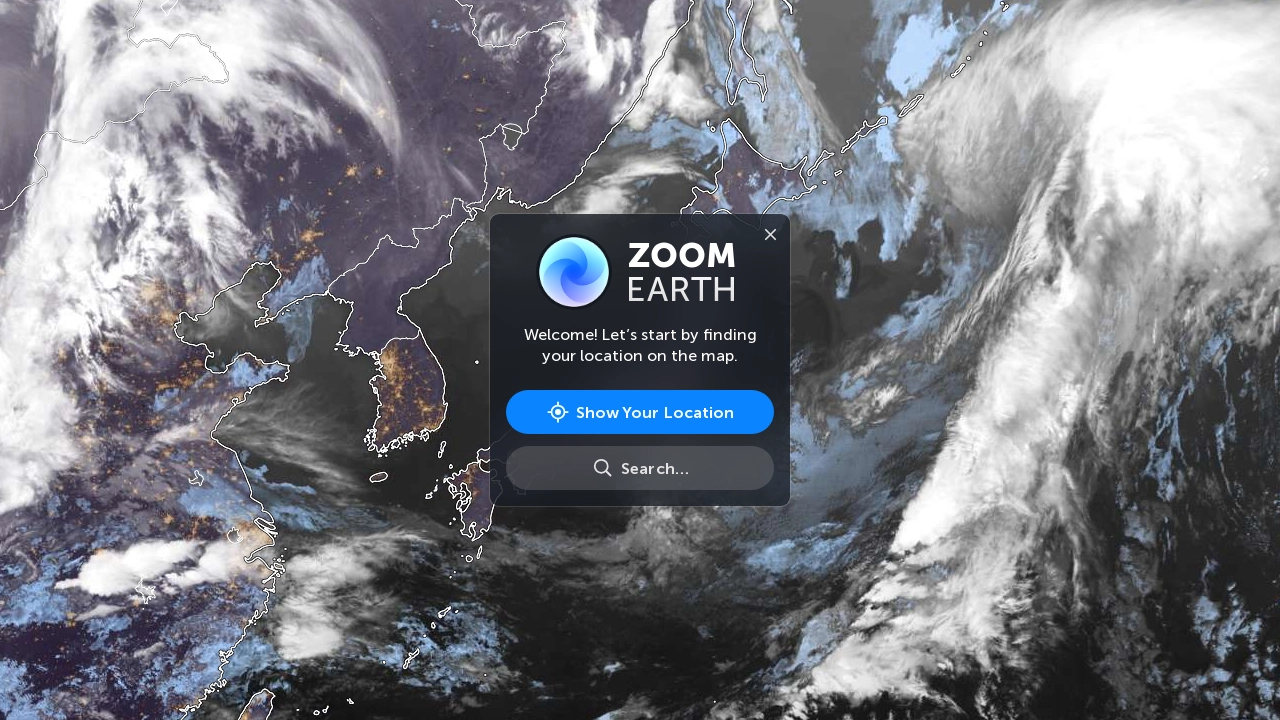 ZOOM
EARTH
Welcome! Let’s start by finding
your location on the map.
Show Your Location
Search…